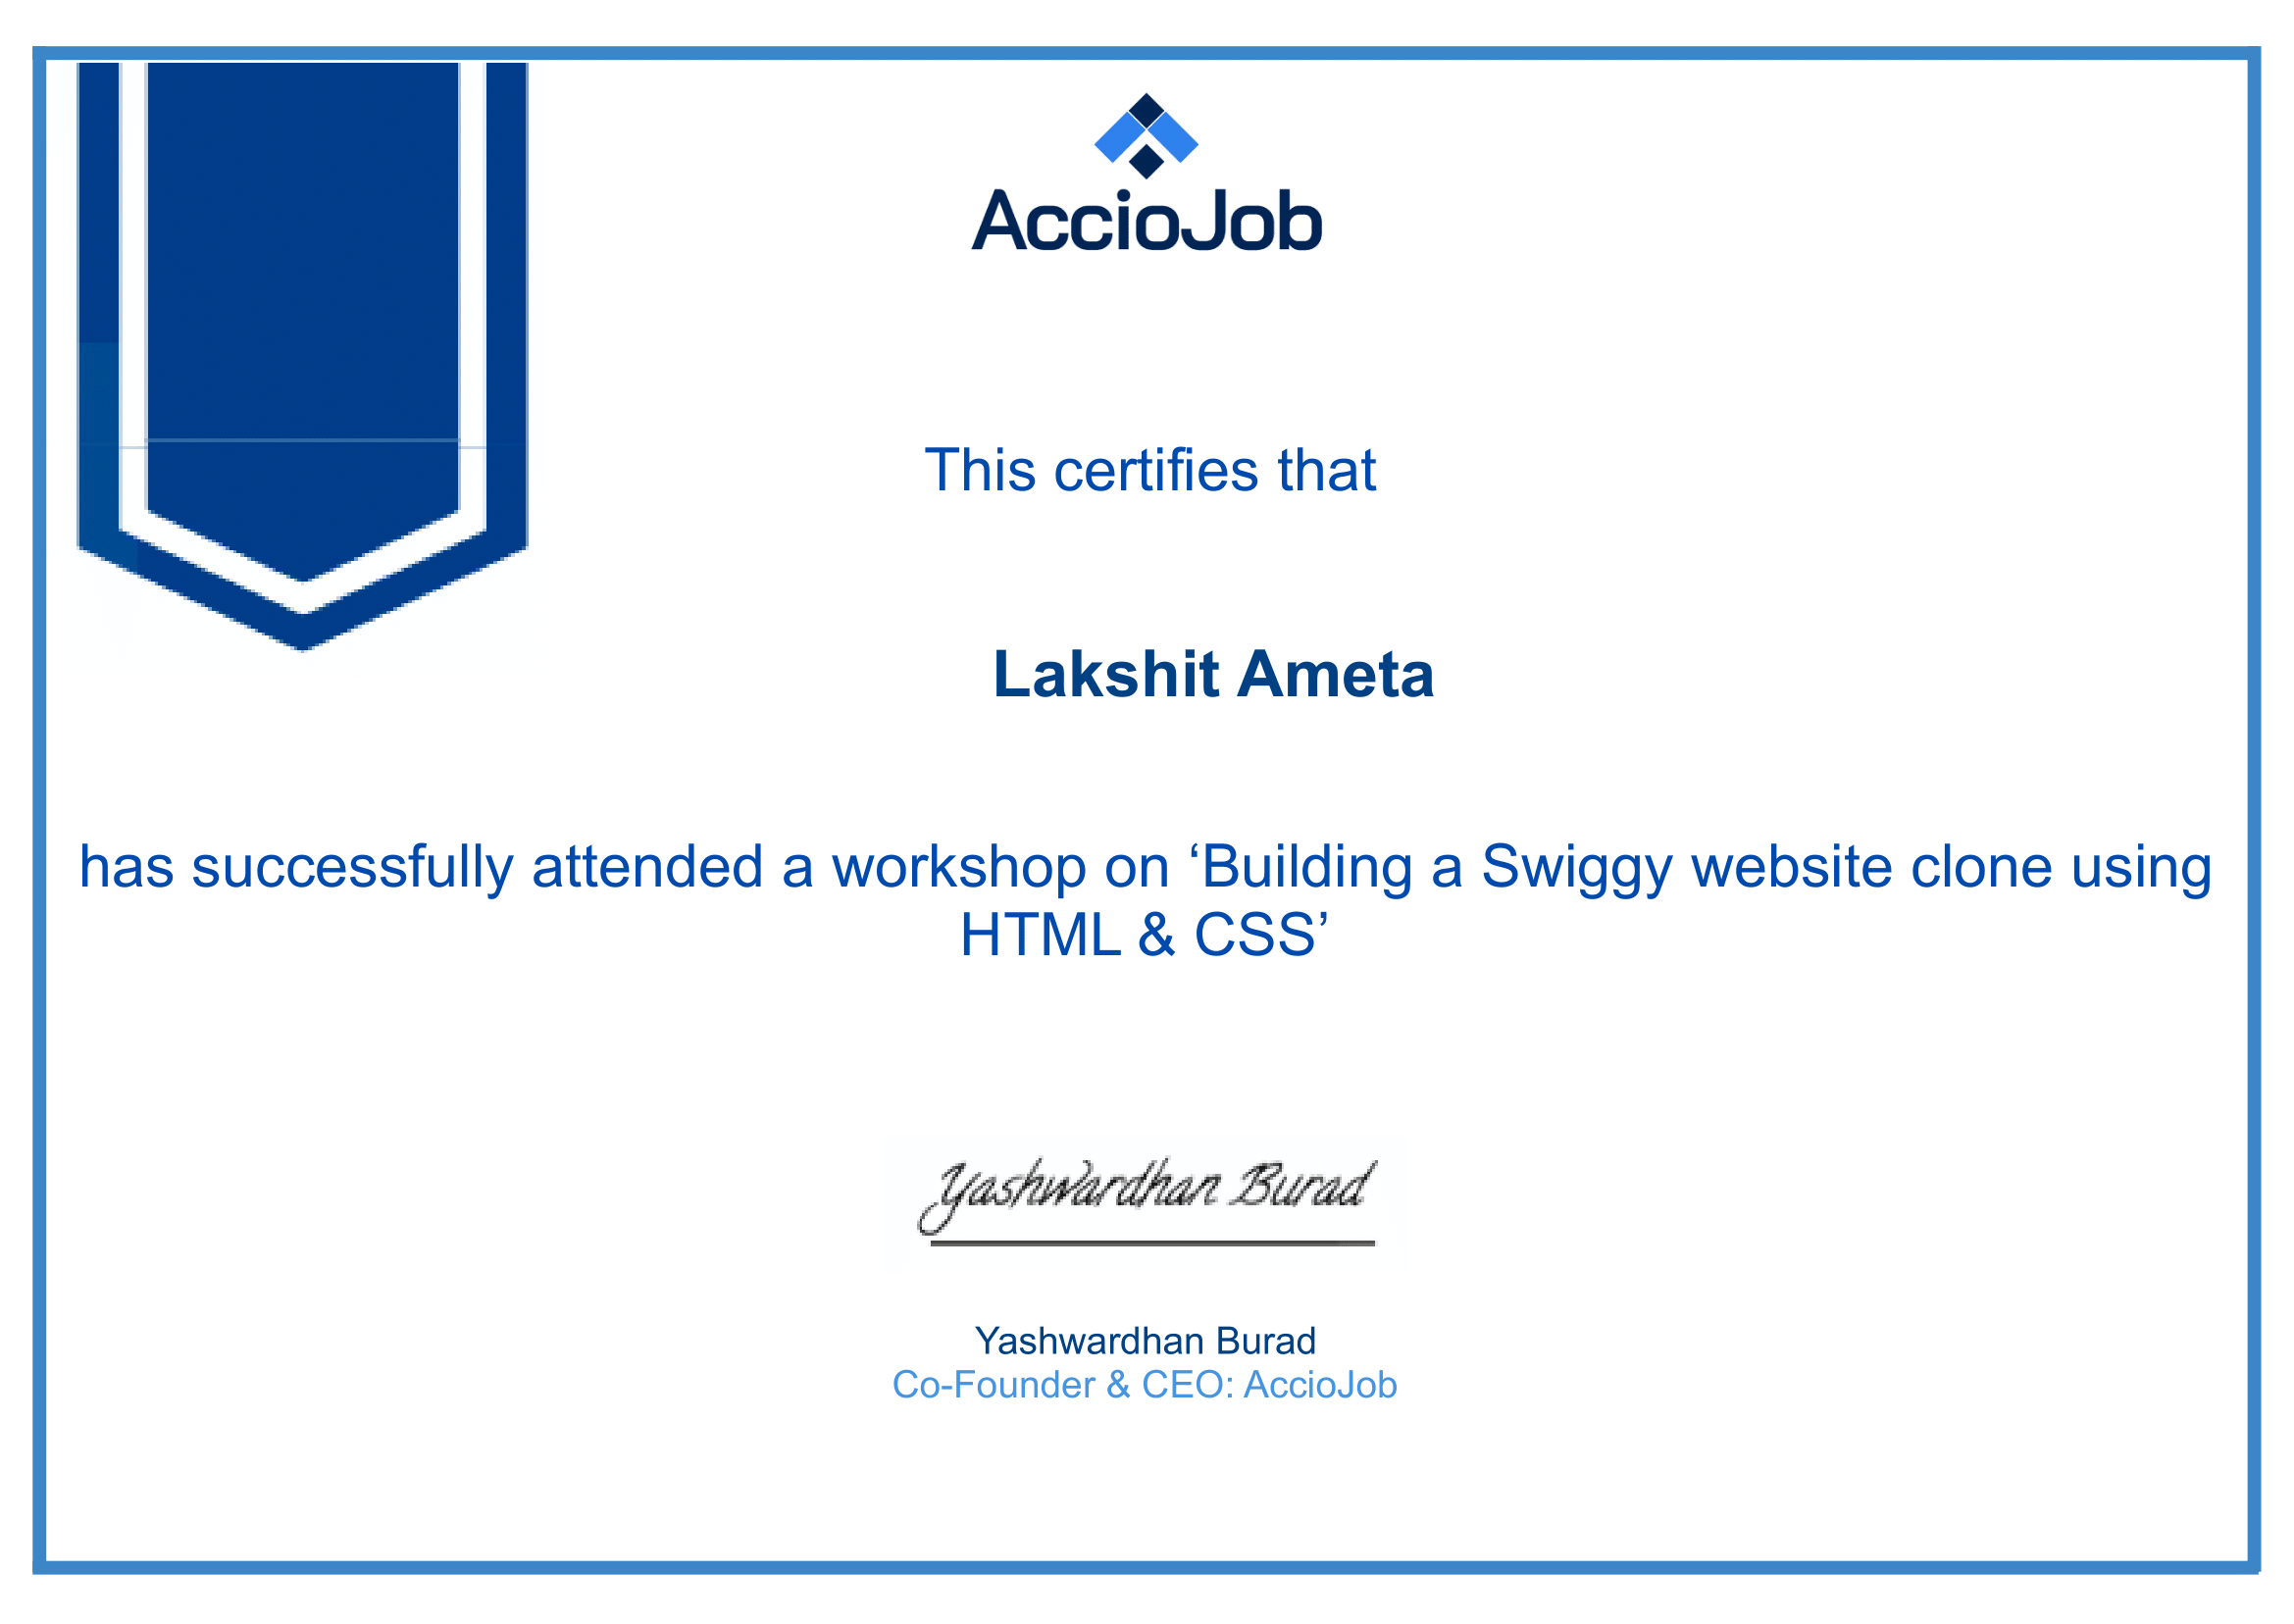 AccioJob
This certifies that
Lakshit Ameta
has successfully attended a workshop on ‘Building a Swiggy website clone using
HTML & CSS’
Yashwardhan Burad
Yashwardhan Burad
Co-Founder & CEO: AccioJob